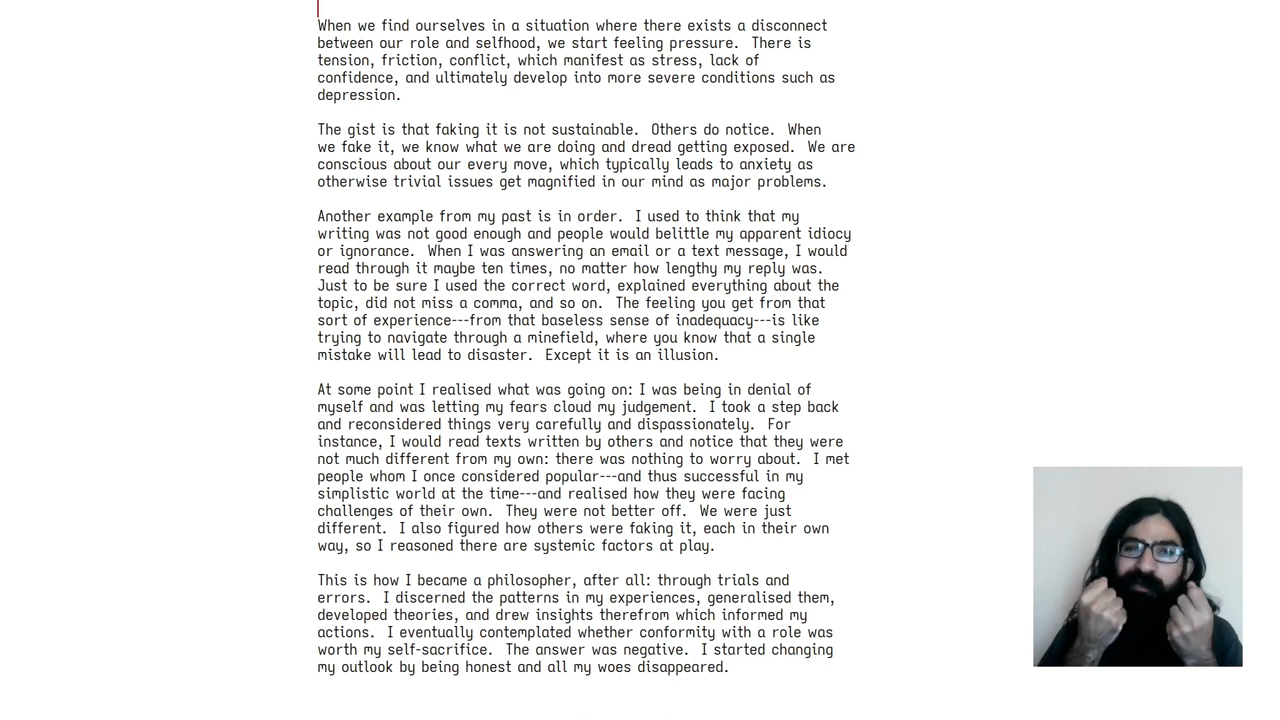 When we find ourselves in a situation where there exists a disconnect
between our role and selfhood, we start feeling pressure.  There is
tension, friction, conflict, which manifest as stress, lack of
confidence, and ultimately develop into more severe conditions such as
depression.

The gist is that faking it is not sustainable.  Others do notice.  When
we fake it, we know what we are doing and dread getting exposed.  We are
conscious about our every move, which typically leads to anxiety as
otherwise trivial issues get magnified in our mind as major problems.

Another example from my past is in order.  I used to think that my
writing was not good enough and people would belittle my apparent idiocy
or ignorance.  When I was answering an email or a text message, I would
read through it maybe ten times, no matter how lengthy my reply was.
Just to be sure I used the correct word, explained everything about the
topic, did not miss a comma, and so on.  The feeling you get from that
sort of experience---from that baseless sense of inadequacy---is like
trying to navigate through a minefield, where you know that a single
mistake will lead to disaster.  Except it is an illusion.

At some point I realised what was going on: I was being in denial of
myself and was letting my fears cloud my judgement.  I took a step back
and reconsidered things very carefully and dispassionately.  For
instance, I would read texts written by others and notice that they were
not much different from my own: there was nothing to worry about.  I met
people whom I once considered popular---and thus successful in my
simplistic world at the time---and realised how they were facing
challenges of their own.  They were not better off.  We were just
different.  I also figured how others were faking it, each in their own
way, so I reasoned there are systemic factors at play.

This is how I became a philosopher, after all: through trials and
errors.  I discerned the patterns in my experiences, generalised them,
developed theories, and drew insights therefrom which informed my
actions.  I eventually contemplated whether conformity with a role was
worth my self-sacrifice.  The answer was negative.  I started changing
my outlook by being honest and all my woes disappeared.